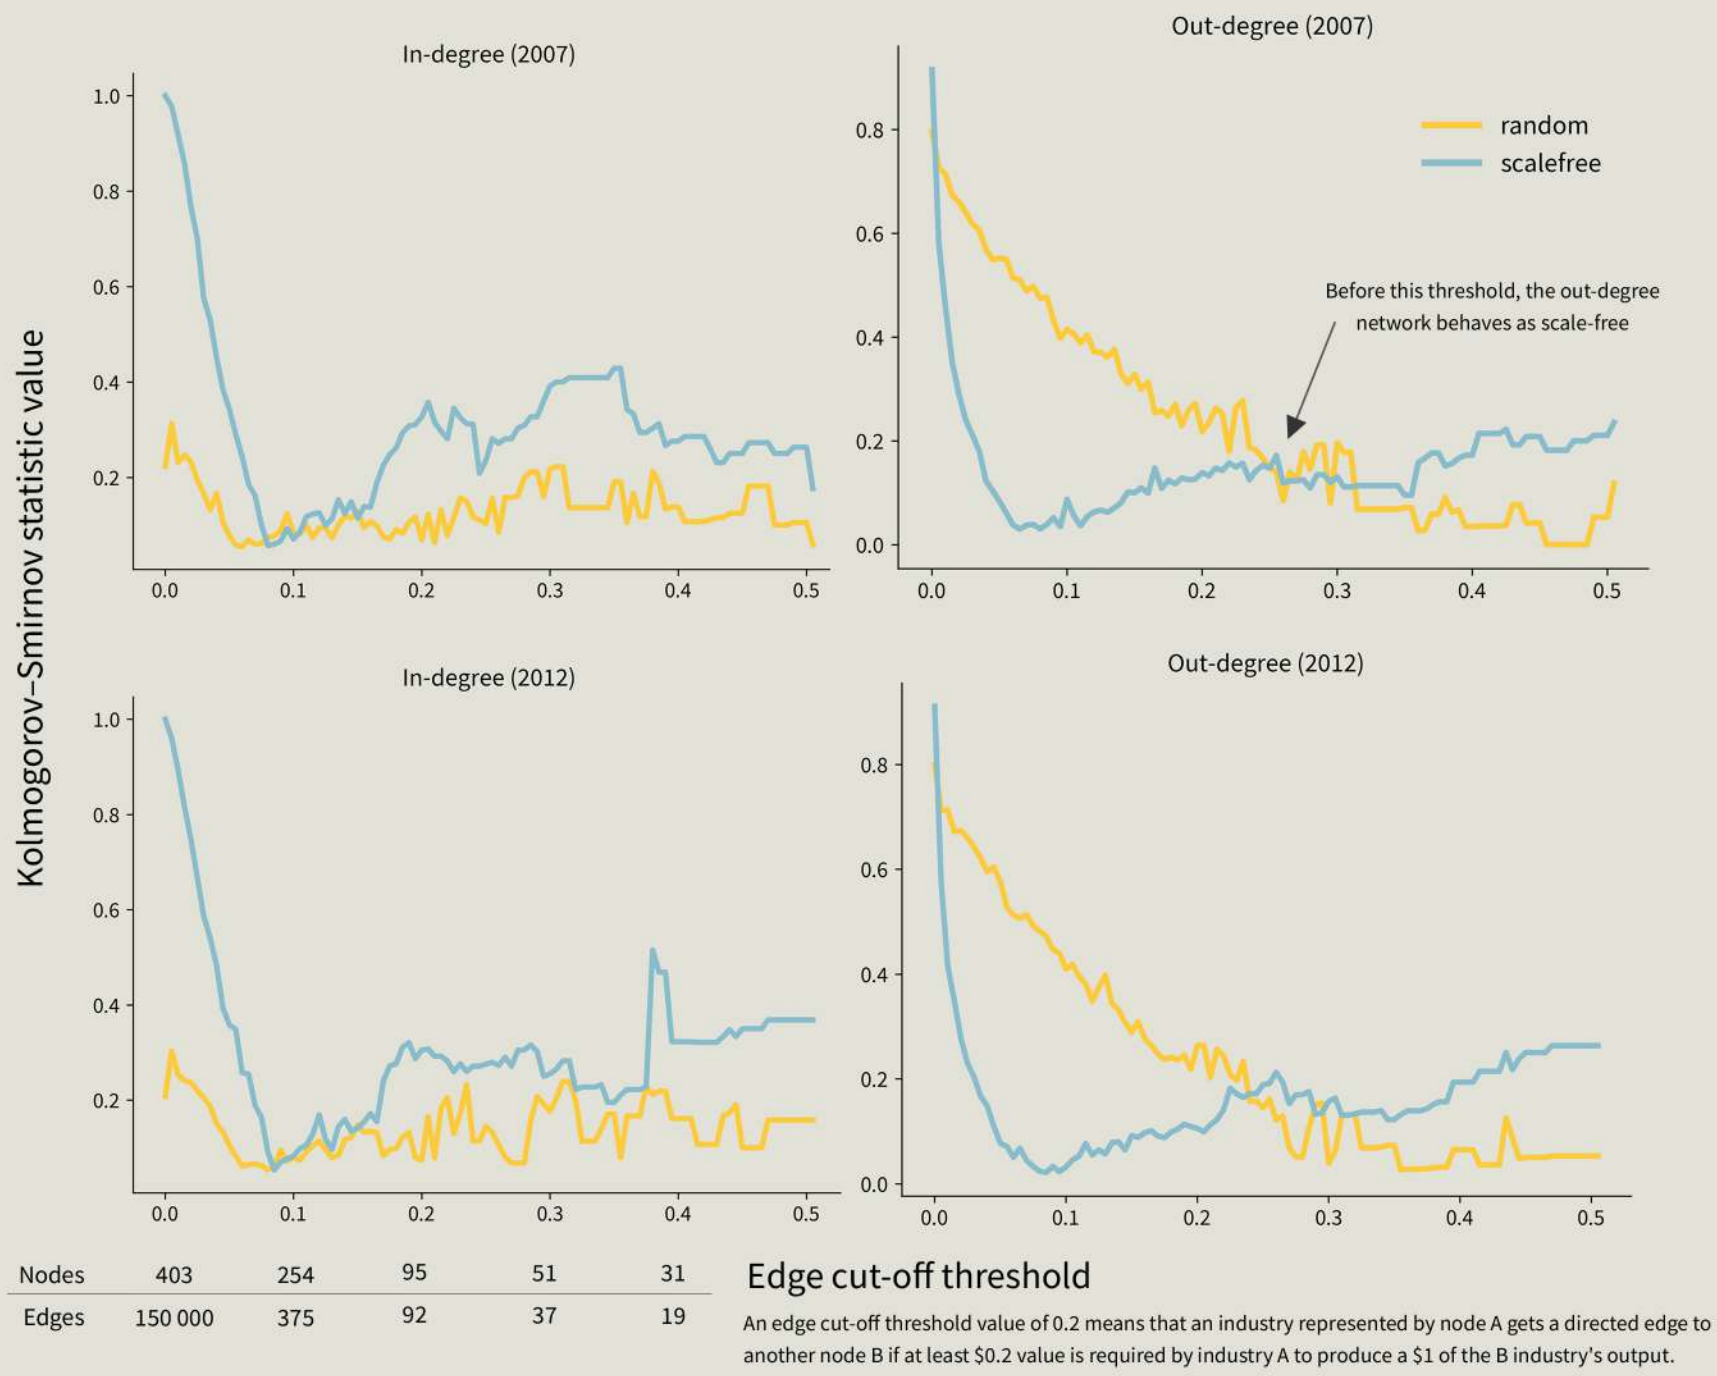 Kolmogorov–Smirnov statistic value
In-degree (2007)
1.0
0.8
0.6
0.4
0.2
0.0 0.1 0.2 0.3 0.4 0.5
Out-degree (2007)
random
scalefree
Before this threshold, the out-degree
network behaves as scale-free
0.8
0.6
0.4
0.2
0.0
0.0 0.1 0.2 0.3 0.4 0.5
In-degree (2012)
1.0
0.8
0.6
0.4
0.2
0.0 0.1 0.2 0.3 0.4 0.5
Out-degree (2012)
0.8
0.6
0.4
0.2
0.0
0.0 0.1 0.2 0.3 0.4 0.5
Nodes 403 254 95 51 31
Edges 150 000 375 92 37 19
Edge cut-off threshold
An edge cut-off threshold value of 0.2 means that an industry represented by node A gets a directed edge to
another node B if at least $0.2 value is required by industry A to produce a $1 of the B industry's output.